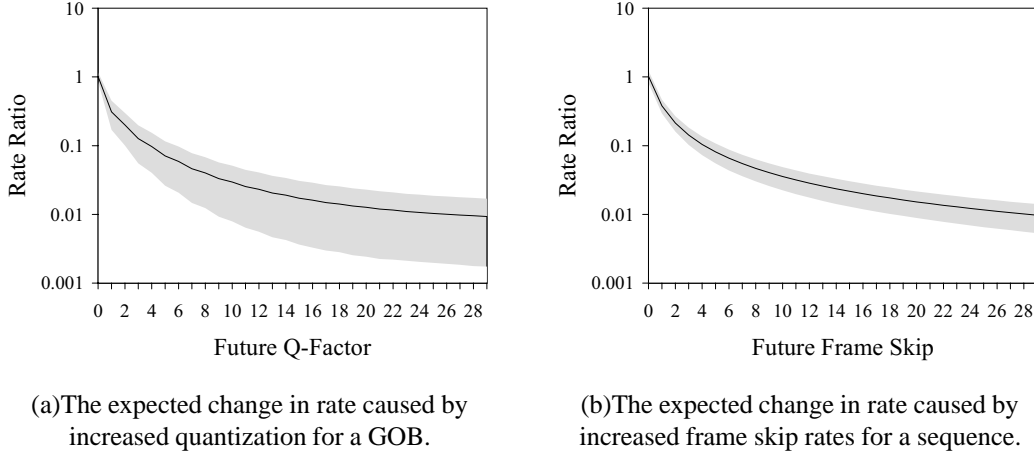 10
1
0.1
0.01
0.001
Rate Ratio
0 2 4 6 8 10 12 14 16 18 20 22 24 26 28
Future Q-Factor
(a)The expected change in rate caused by
increased quantization for a GOB.
10
1
0.1
0.01
0.001
Rate Ratio
0 2 4 6 8 10 12 14 16 18 20 22 24 26 28
Future Frame Skip
(b)The expected change in rate caused by
increased frame skip rates for a sequence.